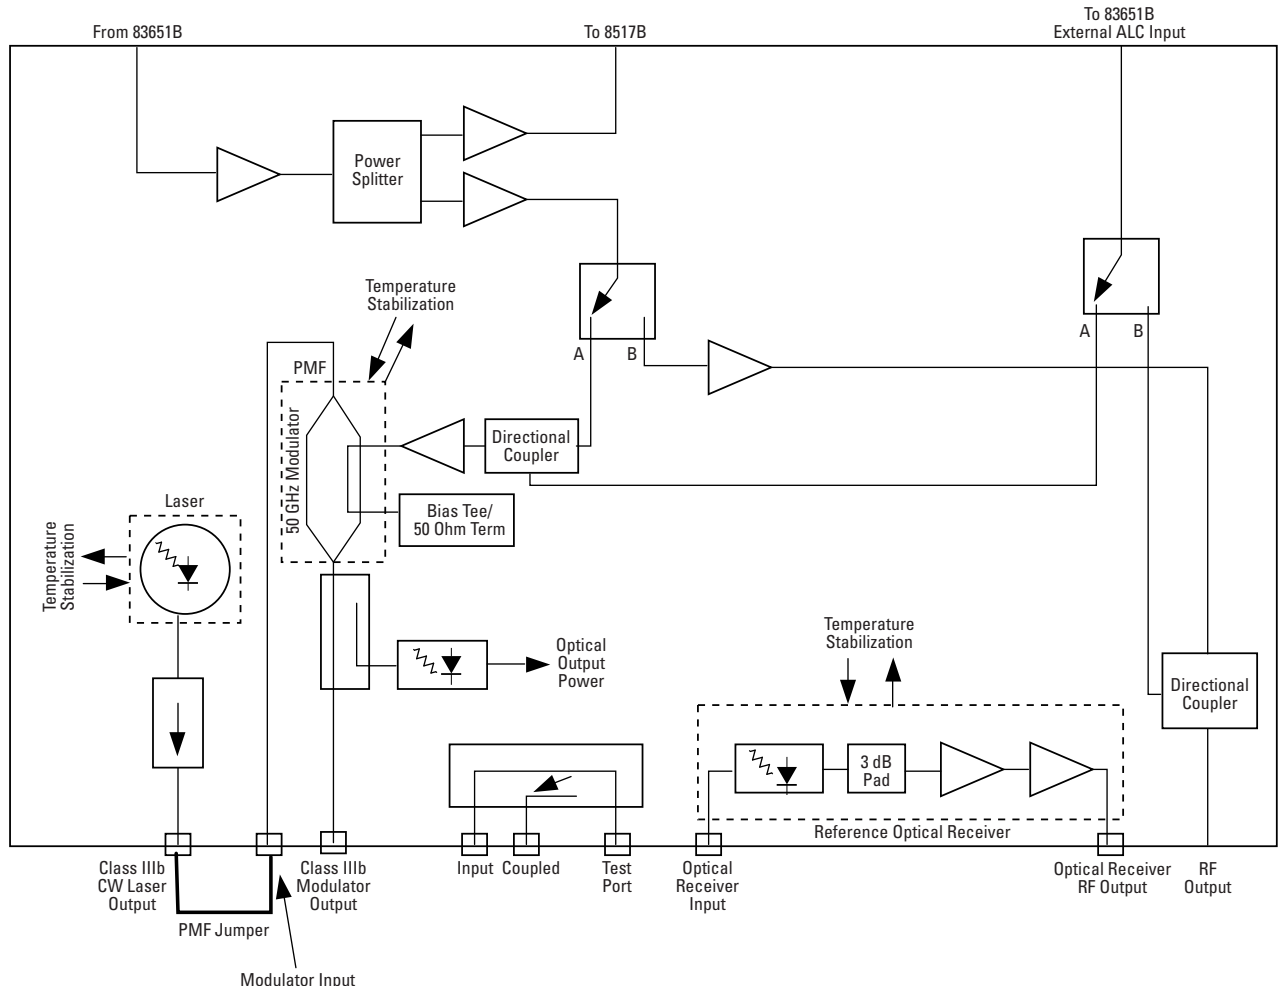 To 83651B
External ALC Input
From 83651B
To 8517B
Power
Splitter
Temperature
Stabilization
A
B
A
B
PMF
50 GHz Modulator
Directional
Coupler
Bias Tee/
50 Ohm Term
Laser
Temperature
Stabilization
Optical
Output
Power
Temperature
Stabilization
Directional
Coupler
3 dB
Pad
Reference Optical Receiver
Class IIIb
CW Laser
Output
Class IIIb
Modulator
Output
Input
Coupled
Test
Port
Optical
Receiver
Input
Optical Receiver
RF Output
RF
Output
PMF Jumper
Modulator Input